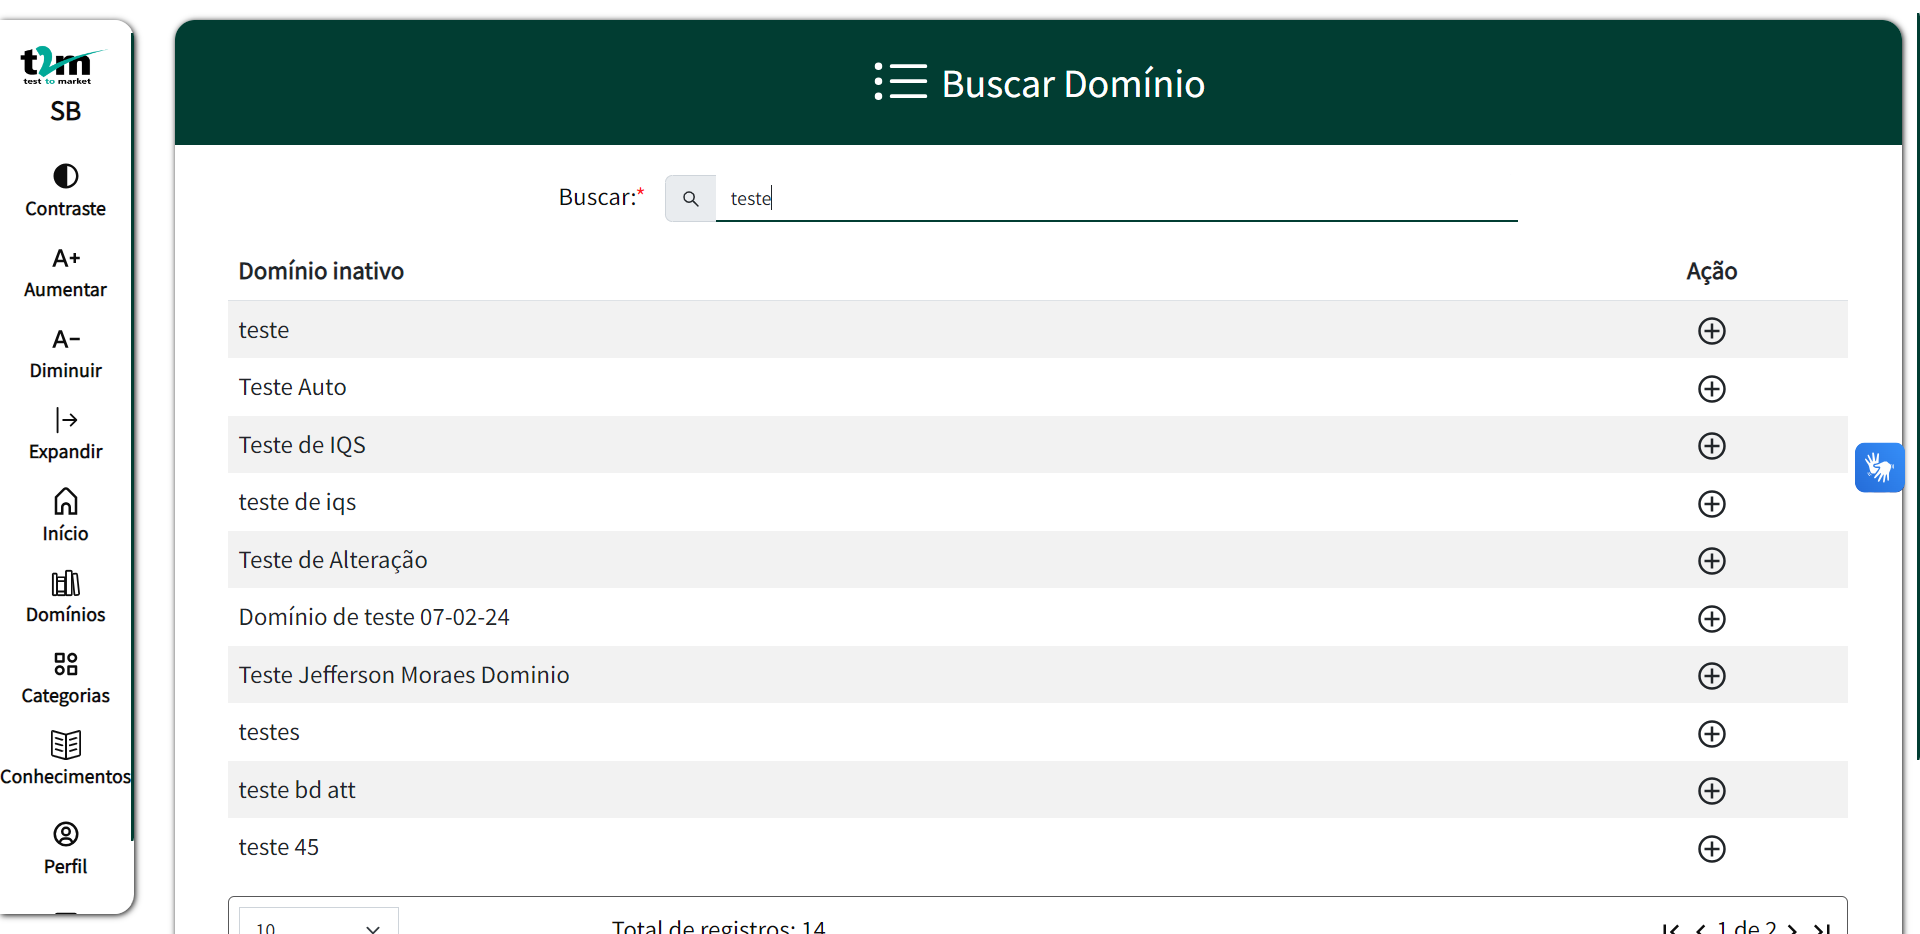 t2m
test to market
SB
Contraste
A+
Aumentar
A-
Diminuir
Expandir
Início
Domínios
Categorias
Conhecimentos
Perfil
Buscar Domínio
Buscar:*
teste
Domínio inativo Ação
teste
Teste Auto
Teste de IQS
teste de iqs
Teste de Alteração
Domínio de teste 07-02-24
Teste Jefferson Moraes Dominio
testes
teste bd att
teste 45
10 Total de registros: 14 1 de 2